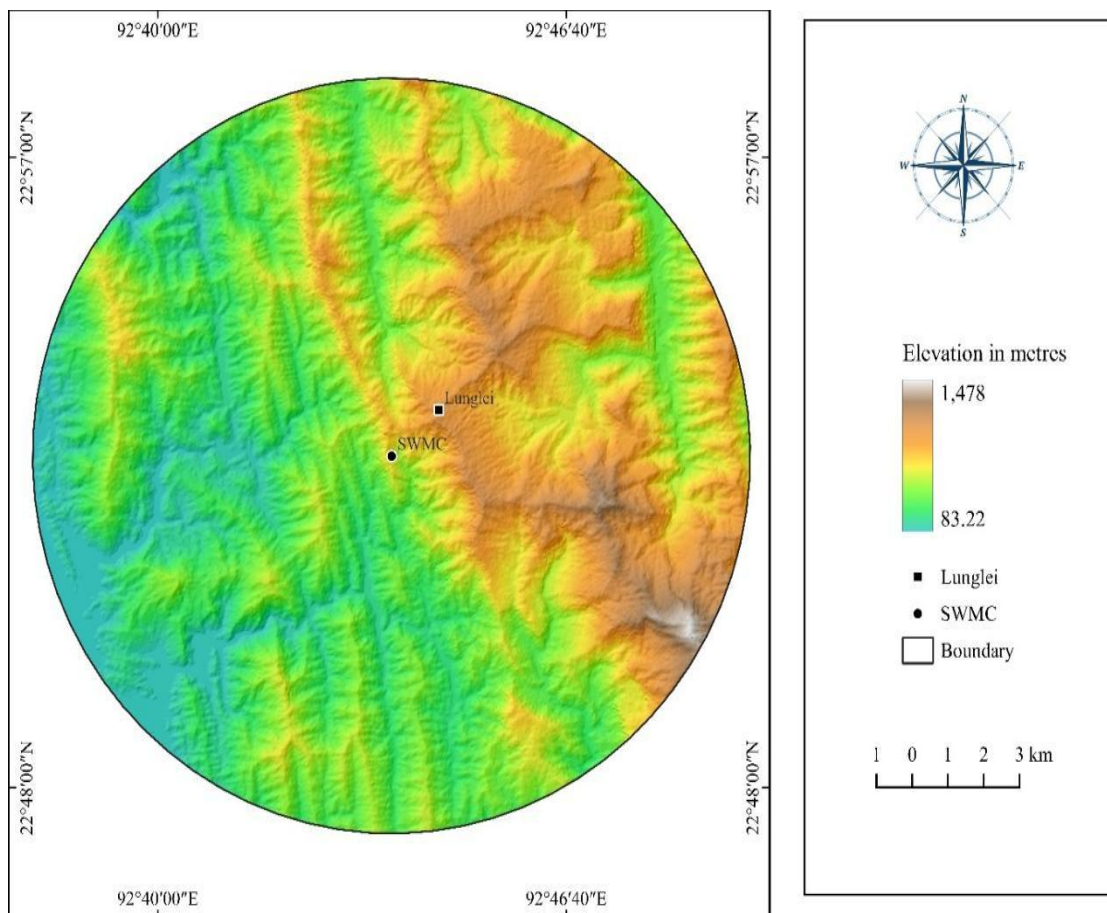 92°40'00"E
92°46'40"E
22°57'00"N
22°57'00"N
Lunglei
SWMC
22°48'00"N
22°48'00"N
92°40'00"E
92°46'40"E
N
W
E
S
Elevation in metres
1,478
83.22
Lunglei
SWMC
Boundary
1 0 1 2 3 km